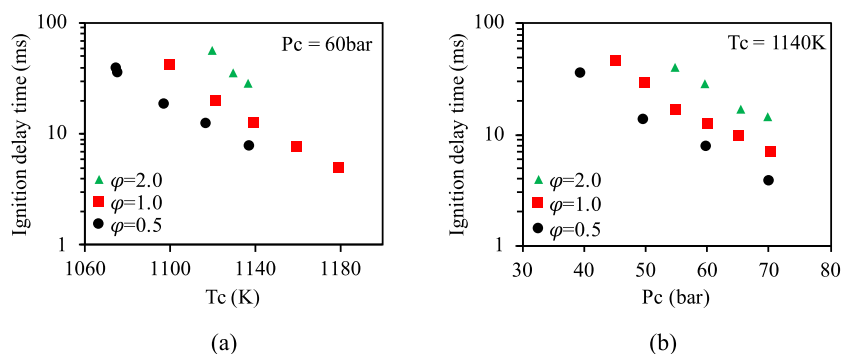 100
Pc = 60bar
10
1
Ignition delay time (ms)
φ=2.0
φ=1.0
φ=0.5
1060
1100
1140
1180
Tc (K)
(a)
100
Tc = 1140K
10
1
Ignition delay time (ms)
φ=2.0
φ=1.0
φ=0.5
30
40
50
60
70
80
Pc (bar)
(b)